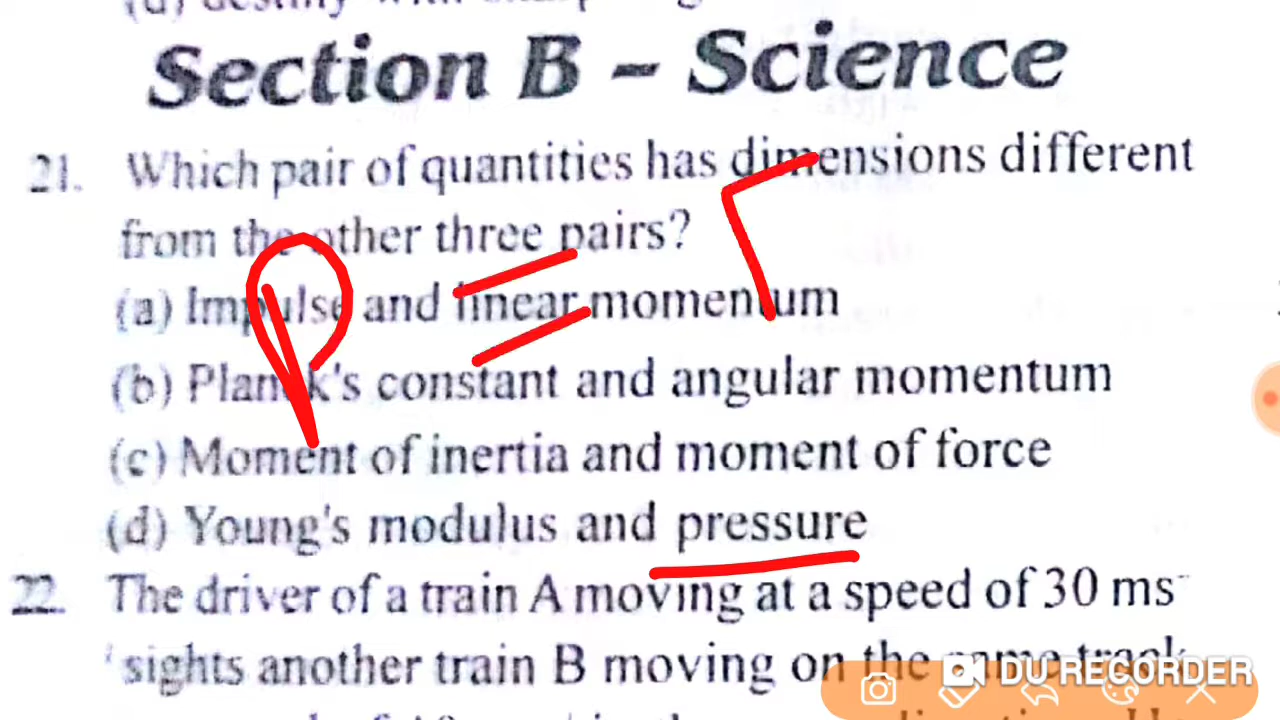 Section B – Science
21. Which pair of quantities has dimensions different
from the other three pairs?
(a) Impulse and linear momentum
(b) Planck's constant and angular momentum
(c) Moment of inertia and moment of force
(d) Young's modulus and pressure
22. The driver of a train A moving at a speed of 30 ms⁻
sights another train B moving on the same track
P =
DU RECORDER